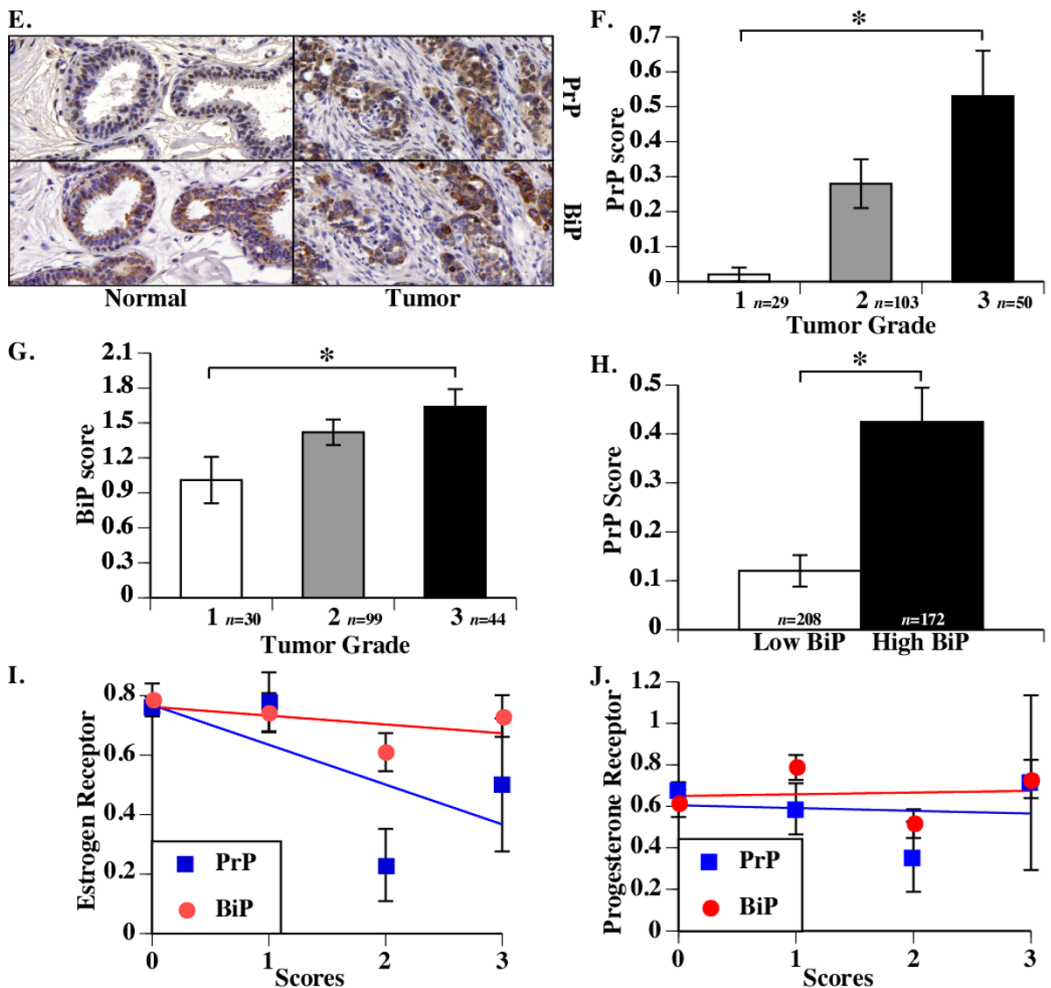 E.
PrP
BiP
Normal
Tumor
F.
*
PrP score
0.7
0.6
0.5
0.4
0.3
0.2
0.1
0
1 n=29
2 n=103
3 n=50
Tumor Grade
G.
*
BiP score
2.1
1.8
1.5
1.2
0.9
0.6
0.3
0
1 n=30
2 n=99
3 n=44
Tumor Grade
H.
*
PrP Score
0.5
0.4
0.3
0.2
0.1
0
n=208
n=172
Low BiP
High BiP
I.
Estrogen Receptor
0.8
0.6
0.4
0.2
0
PrP
BiP
0 1 2 3
Scores
J.
Progesterone Receptor
1.2
1
0.8
0.6
0.4
0.2
0
PrP
BiP
0 1 2 3
Scores